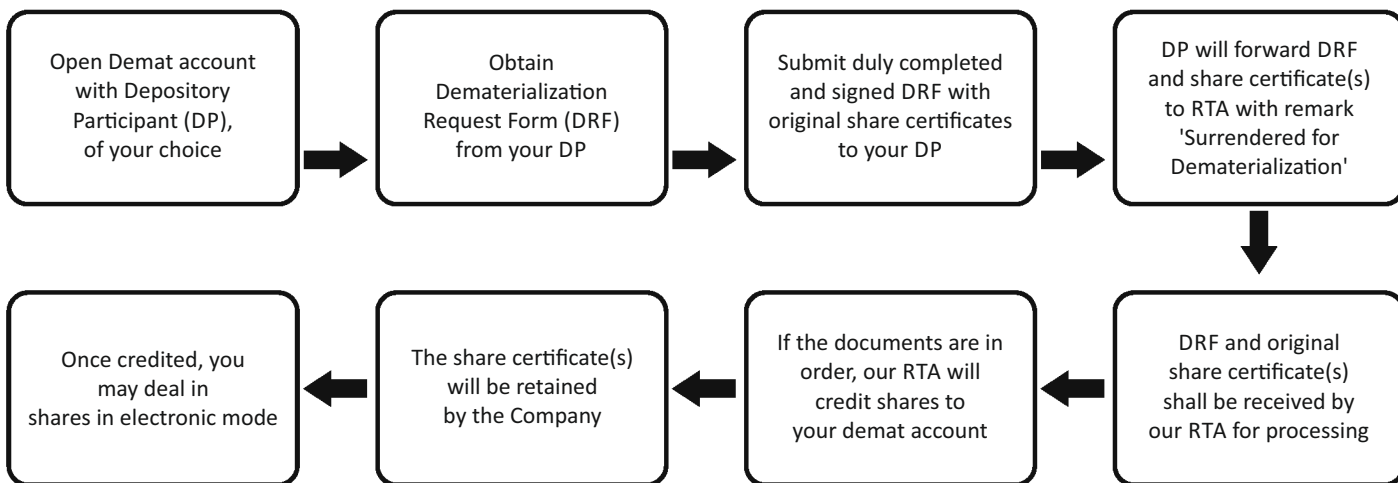 Open Demat account
with Depository
Participant (DP),
of your choice
Obtain
Dematerialization
Request Form (DRF)
from your DP
Submit duly completed
and signed DRF with
original share certificates
to your DP
DP will forward DRF
and share certificate(s)
to RTA with remark
'Surrendered for
Dematerialization'
DRF and original
share certificate(s)
shall be received by
our RTA for processing
If the documents are in
order, our RTA will
credit shares to
your demat account
The share certificate(s)
will be retained
by the Company
Once credited, you
may deal in
shares in electronic mode